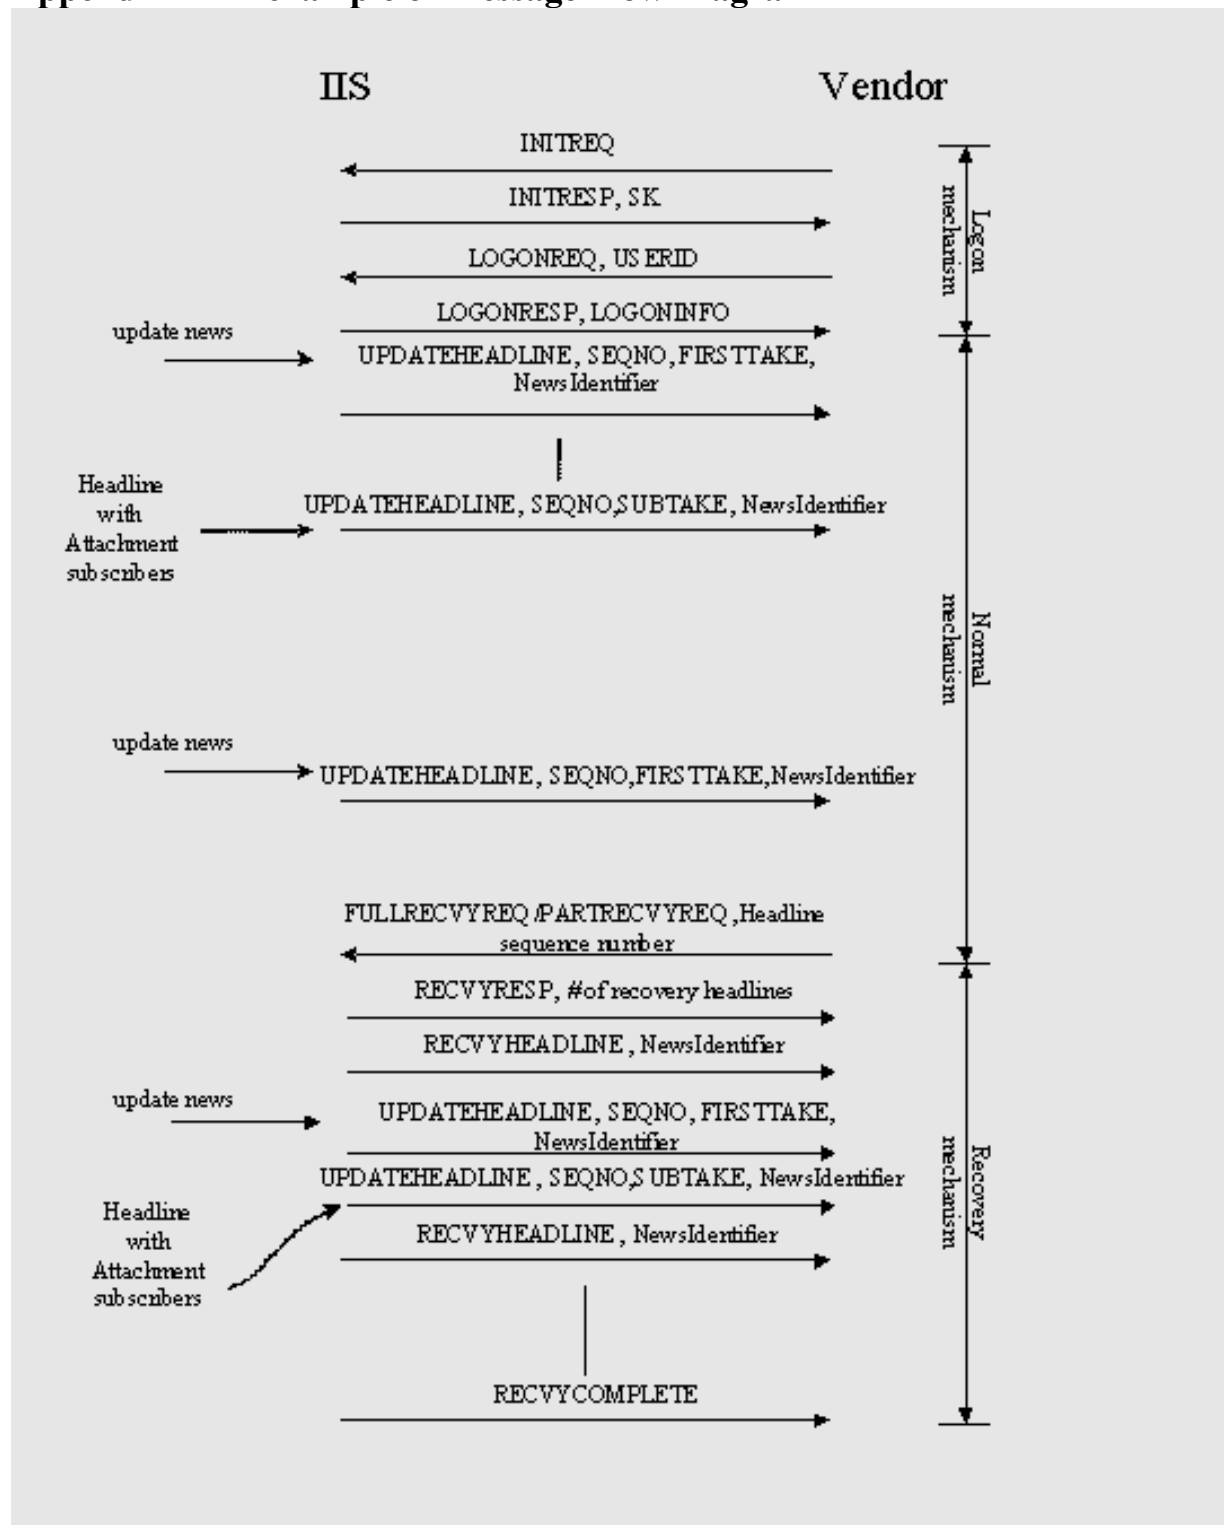 IIS Vendor
INITREQ
INITRESP, SK
LOGONREQ, USERID
LOGONRESP, LOGONINFO
Logon
mechanism
update news
UPDATEHEADLINE, SEQNO, FIRSTTAKE,
NewsIdentifier
Headline
with
Attachment
subscribers
UPDATEHEADLINE, SEQNO,SUBTAKE, NewsIdentifier
Normal
mechanism
update news
UPDATEHEADLINE, SEQNO,FIRSTTAKE,NewsIdentifier
FULLRECVYREQ/PARTRECVYREQ,Headline
sequence number
RECVYRESP, #of recovery headlines
RECVYHEADLINE, NewsIdentifier
update news
UPDATEHEADLINE, SEQNO, FIRSTTAKE,
NewsIdentifier
UPDATEHEADLINE, SEQNO,SUBTAKE, NewsIdentifier
Headline
with
Attachment
subscribers
RECVYHEADLINE, NewsIdentifier
Recovery
mechanism
RECVYCOMPLETE